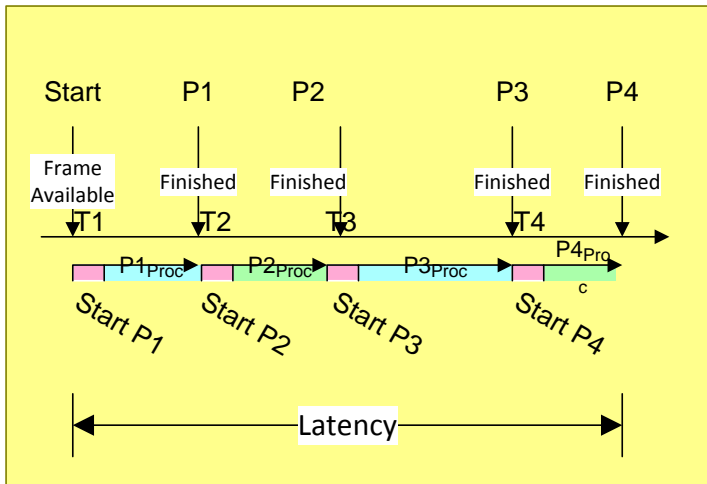 Start P1 P2 P3 P4
Frame
Available
Finished Finished Finished Finished
T1 T2 T3 T4
P1Proc P2Proc P3Proc P4Pro
c
Start P1 Start P2 Start P3 Start P4
Latency